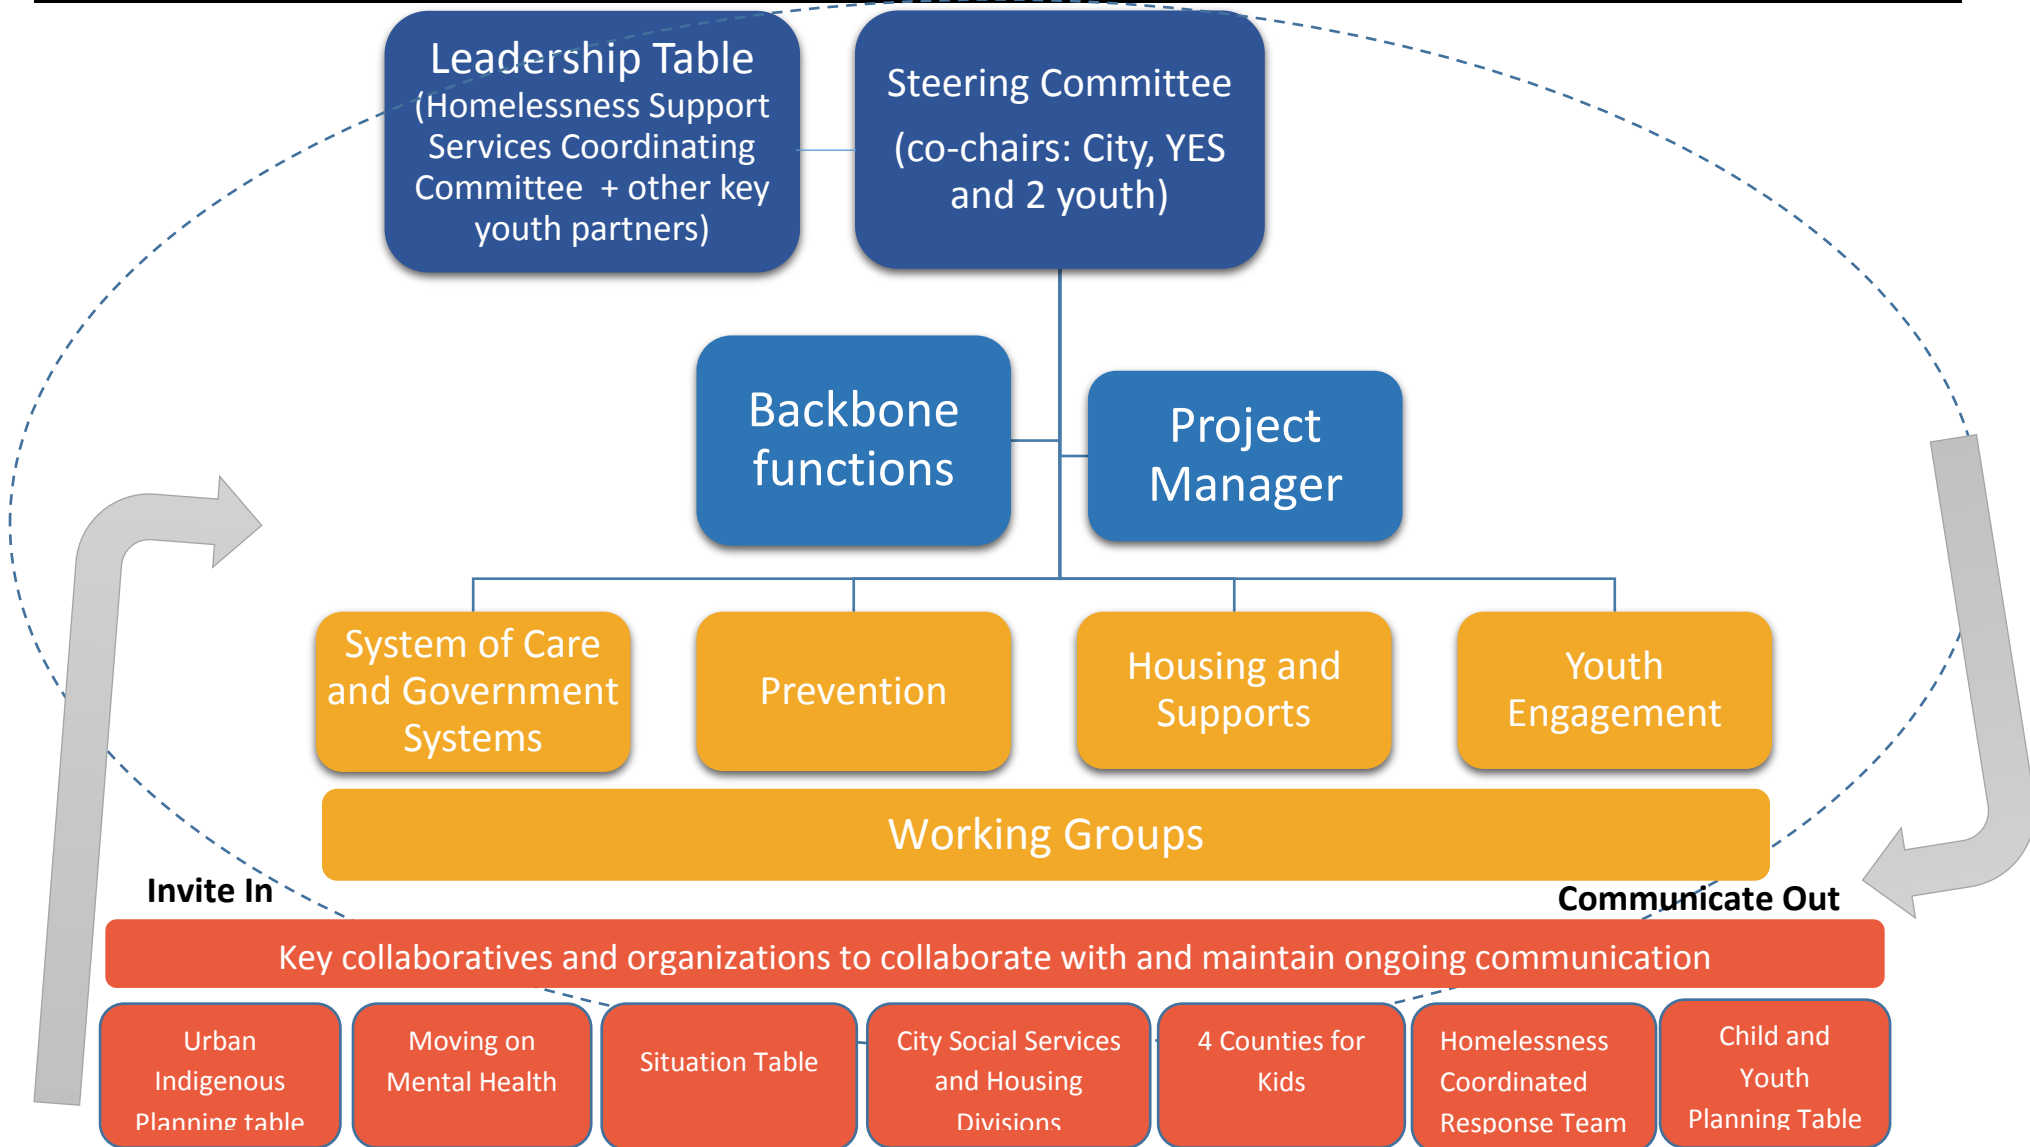 Leadership Table
(Homelessness Support
Services Coordinating
Committee + other key
youth partners)
Steering Committee
(co-chairs: City, YES
and 2 youth)
Backbone
functions
Project
Manager
System of Care
and Government
Systems
Prevention
Housing and
Supports
Youth
Engagement
Working Groups
Invite In
Communicate Out
Key collaboratives and organizations to collaborate with and maintain ongoing communication
Urban
Indigenous
Planning table
Moving on
Mental Health
Situation Table
City Social Services
and Housing
Divisions
4 Counties for
Kids
Homelessness
Coordinated
Response Team
Child and
Youth
Planning Table